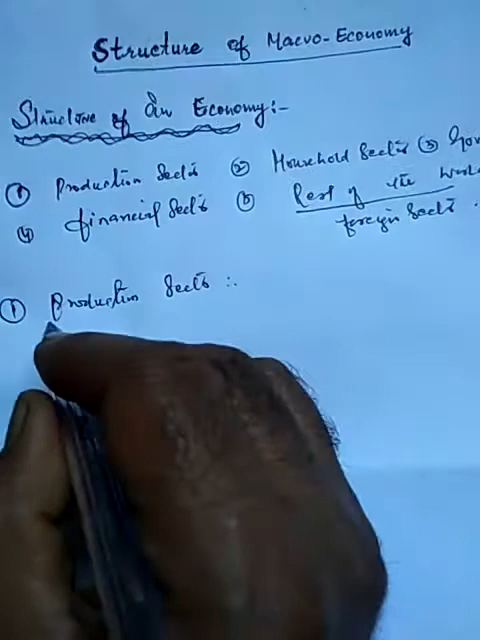 Structure of Macro-Economy
Structure of an Economy:-
① Production Sector ② Household Sector ③ Gov
④ financial Sector ⑤ Rest of the World
foreign Sector.
① Production Sector :.